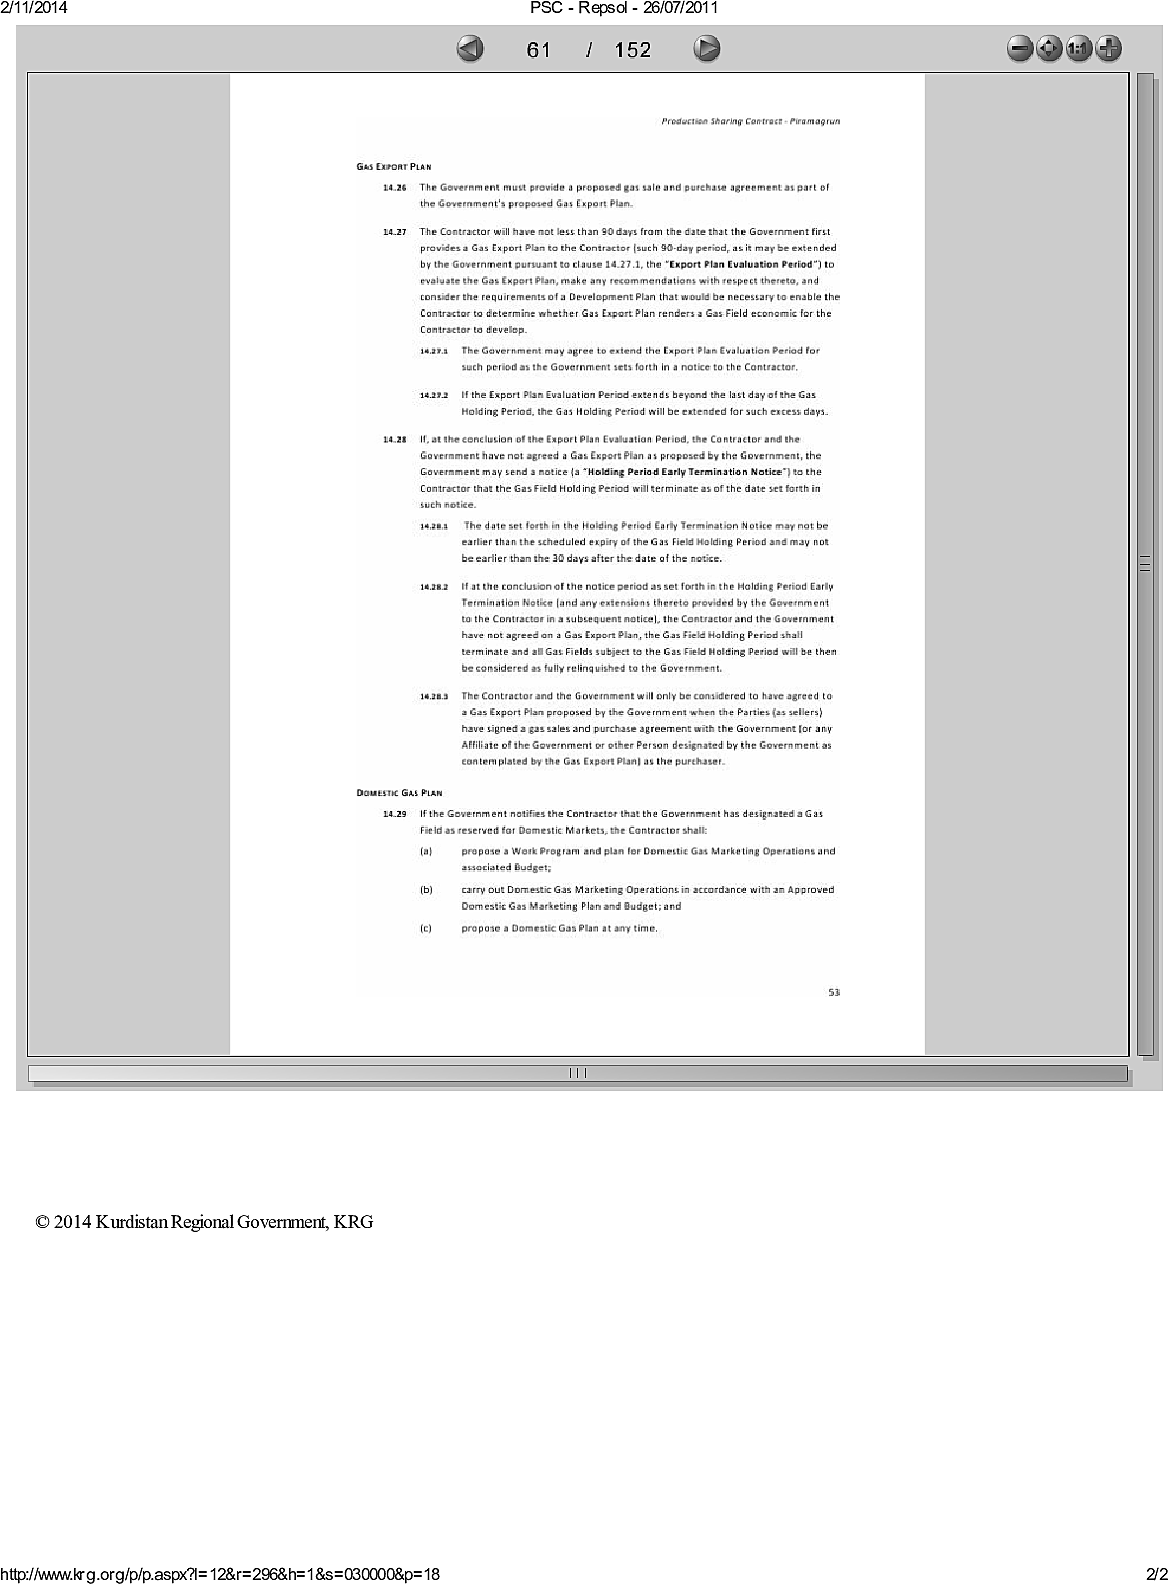 2/11/2014 PSC - Repsol - 26/07/2011
61 / 152
1:1
Production Sharing Contract - Piramagrun
GAS EXPORT PLAN
14.26 The Government must provide a proposed gas sale and purchase agreement as part of
the Government's proposed Gas Export Plan.
14.27 The Contractor will have not less than 90 days from the date that the Government first
provides a Gas Export Plan to the Contractor (such 90-day period, as it may be extended
by the Government pursuant to clause 14.27.1, the "Export Plan Evaluation Period") to
evaluate the Gas Export Plan, make any recommendations with respect thereto, and
consider the requirements of a Development Plan that would be necessary to enable the
Contractor to determine whether Gas Export Plan renders a Gas Field economic for the
Contractor to develop.
14.27.1 The Government may agree to extend the Export Plan Evaluation Period for
such period as the Government sets forth in a notice to the Contractor.
14.27.2 If the Export Plan Evaluation Period extends beyond the last day of the Gas
Holding Period, the Gas Holding Period will be extended for such excess days.
14.28 If, at the conclusion of the Export Plan Evaluation Period, the Contractor and the
Government have not agreed a Gas Export Plan as proposed by the Government, the
Government may send a notice (a "Holding Period Early Termination Notice") to the
Contractor that the Gas Field Holding Period will terminate as of the date set forth in
such notice.
14.28.1 The date set forth in the Holding Period Early Termination Notice may not be
earlier than the scheduled expiry of the Gas Field Holding Period and may not
be earlier than the 30 days after the date of the notice.
14.28.2 If at the conclusion of the notice period as set forth in the Holding Period Early
Termination Notice (and any extensions thereto provided by the Government
to the Contractor in a subsequent notice), the Contractor and the Government
have not agreed on a Gas Export Plan, the Gas Field Holding Period shall
terminate and all Gas Fields subject to the Gas Field Holding Period will be then
be considered as fully relinquished to the Government.
14.28.3 The Contractor and the Government will only be considered to have agreed to
a Gas Export Plan proposed by the Government when the Parties (as sellers)
have signed a gas sales and purchase agreement with the Government (or any
Affiliate of the Government or other Person designated by the Government as
contemplated by the Gas Export Plan) as the purchaser.
DOMESTIC GAS PLAN
14.29 If the Government notifies the Contractor that the Government has designated a Gas
Field as reserved for Domestic Markets, the Contractor shall:
(a) propose a Work Program and plan for Domestic Gas Marketing Operations and
associated Budget;
(b) carry out Domestic Gas Marketing Operations in accordance with an Approved
Domestic Gas Marketing Plan and Budget; and
(c) propose a Domestic Gas Plan at any time.
53
© 2014 Kurdistan Regional Government, KRG
http://www.krg.org/p/p.aspx?l=12&r=296&h=1&s=030000&p=18 2/2